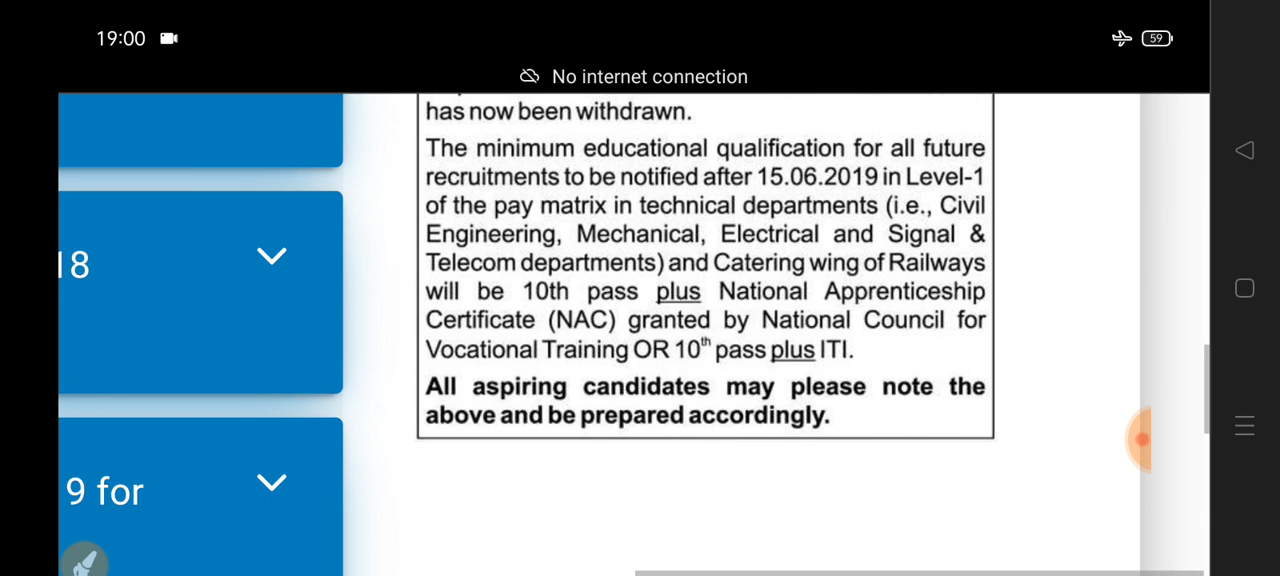 19:00
59
No internet connection
has now been withdrawn.
The minimum educational qualification for all future
recruitments to be notified after 15.06.2019 in Level-1
of the pay matrix in technical departments (i.e., Civil
Engineering, Mechanical, Electrical and Signal &
Telecom departments) and Catering wing of Railways
will be 10th pass plus National Apprenticeship
Certificate (NAC) granted by National Council for
Vocational Training OR 10th pass plus ITI.
All aspiring candidates may please note the
above and be prepared accordingly.
18
9 for